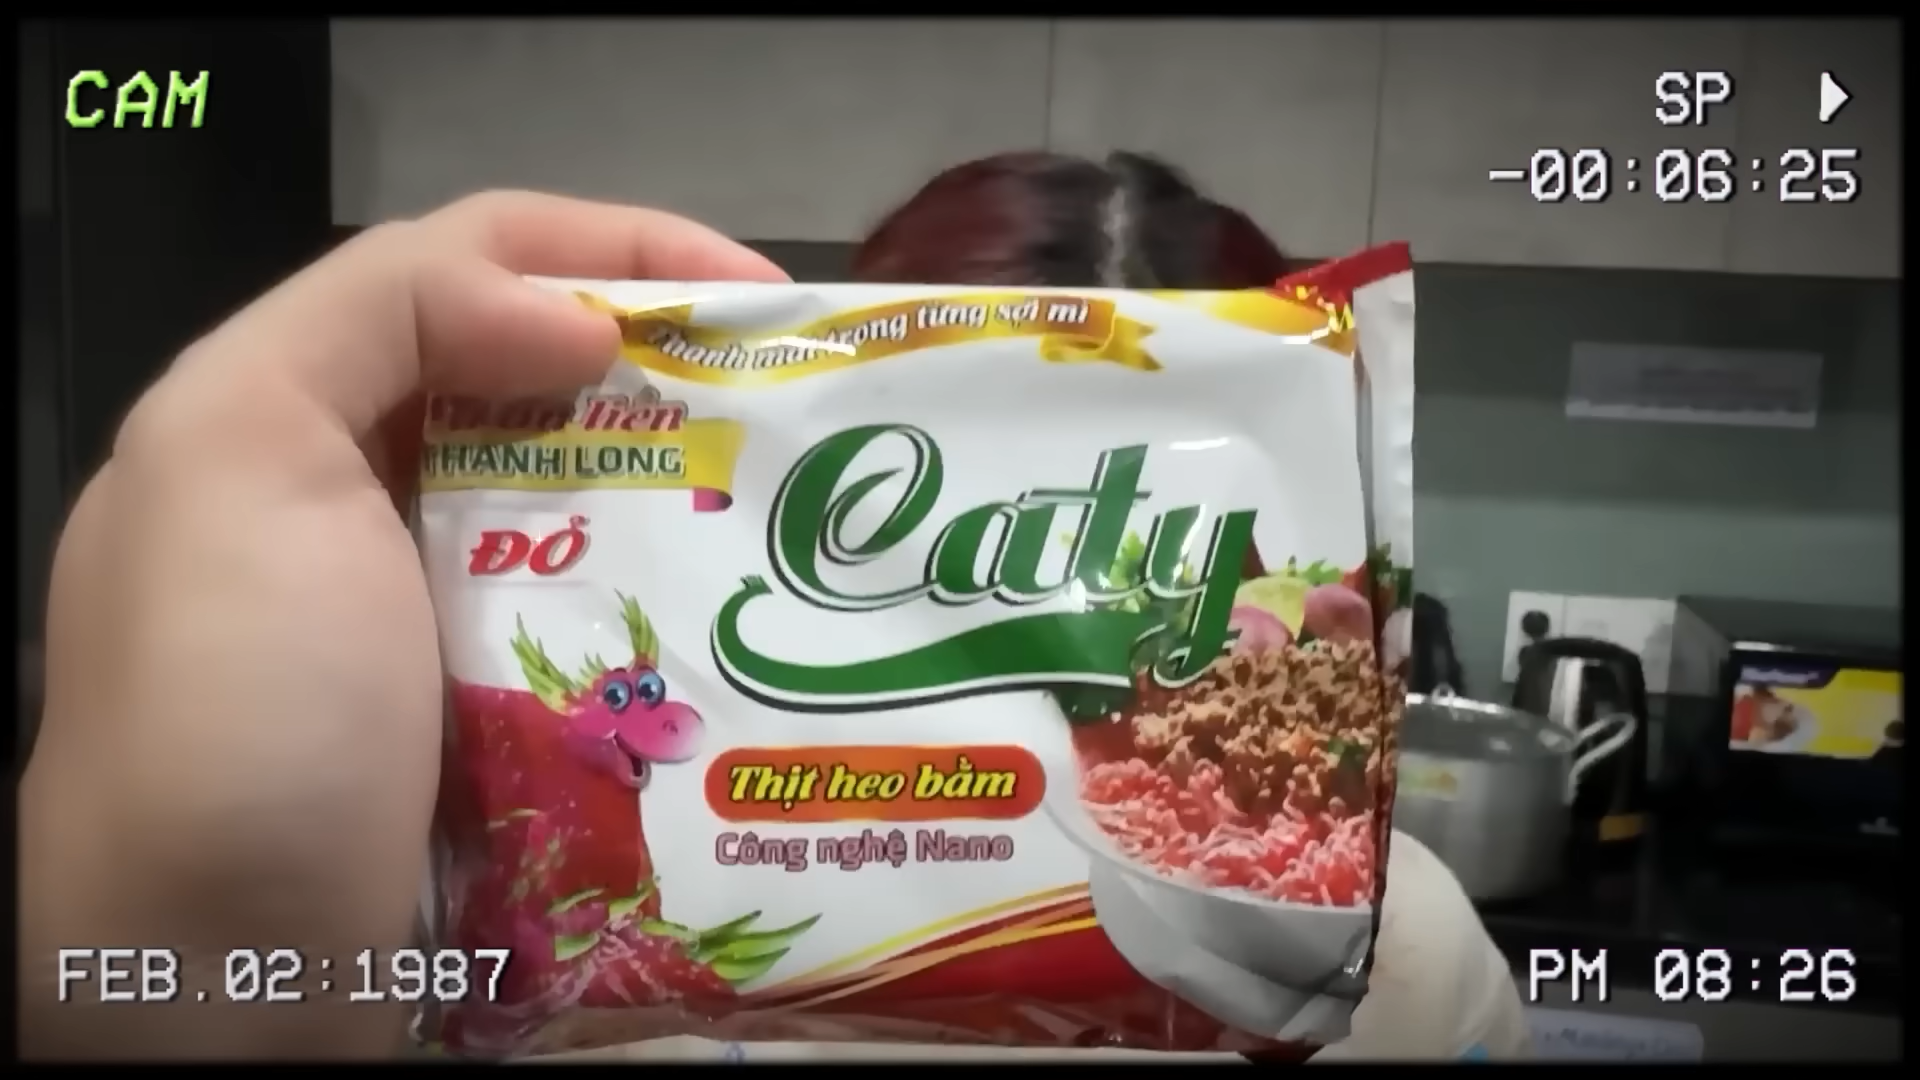 CAM
SP
-00:06:25
Thanh mát trong từng sợi mì
liên
THANH LONG
ĐỎ
Caty
Thịt heo bằm
Công nghệ Nano
FEB.02:1987
PM 08:26